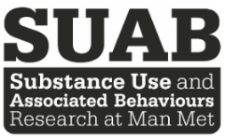 SUAB
Substance Use and
Associated Behaviours
Research at Man Met